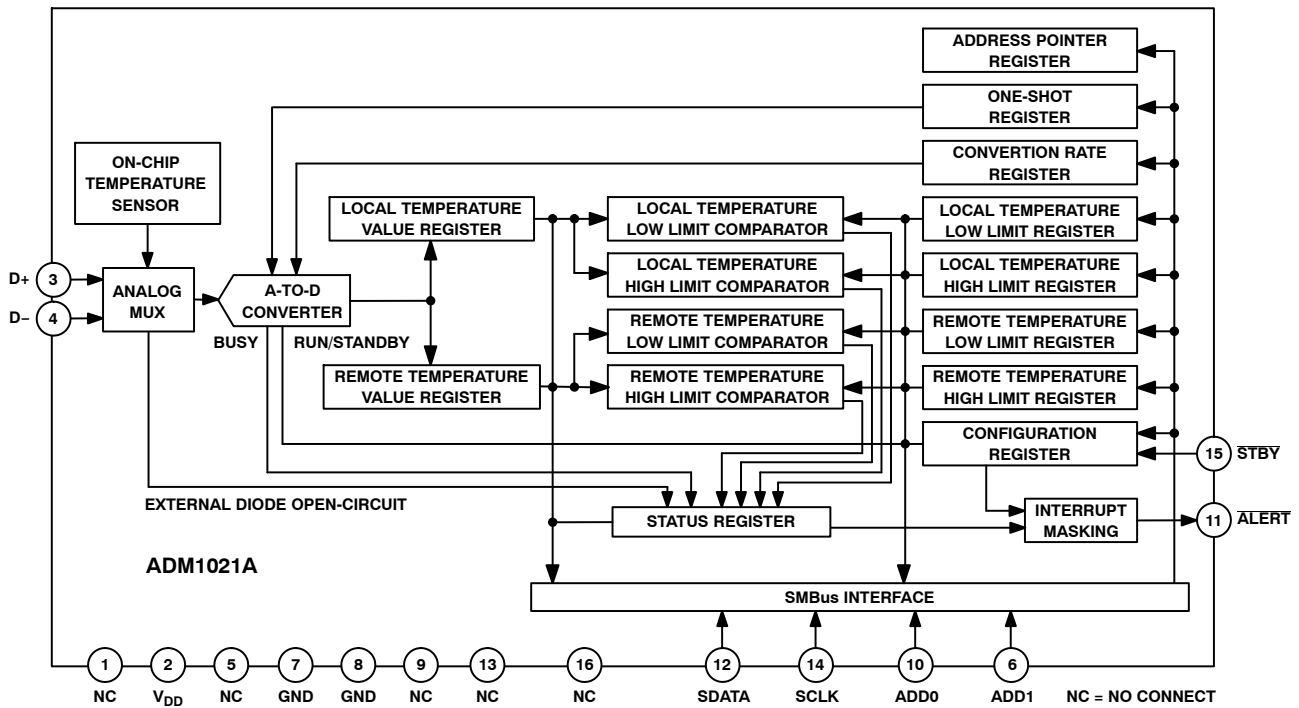 ADDRESS POINTER
REGISTER
ONE-SHOT
REGISTER
CONVERTION RATE
REGISTER
ON-CHIP
TEMPERATURE
SENSOR
LOCAL TEMPERATURE
VALUE REGISTER
LOCAL TEMPERATURE
LOW LIMIT COMPARATOR
LOCAL TEMPERATURE
LOW LIMIT REGISTER
D+
3
D−
4
ANALOG
MUX
A-TO-D
CONVERTER
LOCAL TEMPERATURE
HIGH LIMIT COMPARATOR
LOCAL TEMPERATURE
HIGH LIMIT REGISTER
BUSY
RUN/STANDBY
REMOTE TEMPERATURE
LOW LIMIT COMPARATOR
REMOTE TEMPERATURE
LOW LIMIT REGISTER
REMOTE TEMPERATURE
VALUE REGISTER
REMOTE TEMPERATURE
HIGH LIMIT COMPARATOR
REMOTE TEMPERATURE
HIGH LIMIT REGISTER
CONFIGURATION
REGISTER
15
STBY
EXTERNAL DIODE OPEN-CIRCUIT
STATUS REGISTER
INTERRUPT
MASKING
11
ALERT
ADM1021A
SMBus INTERFACE
1
2
5
7
8
9
13
16
12
14
10
6
NC
VDD
NC
GND
GND
NC
NC
NC
SDATA
SCLK
ADD0
ADD1
NC = NO CONNECT